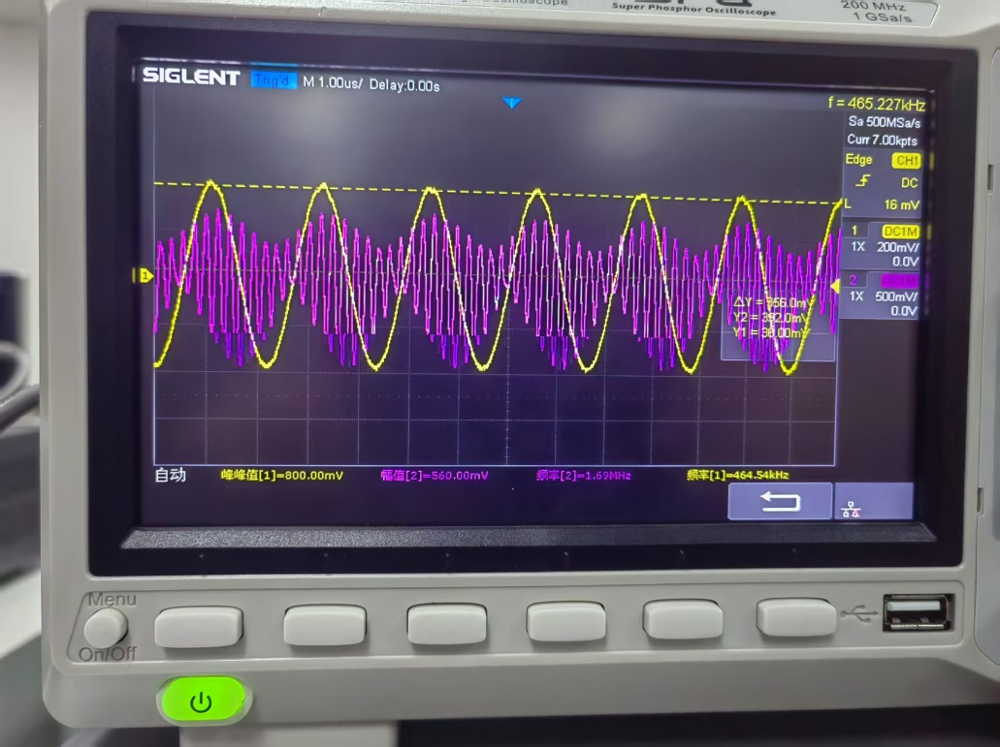 Super Phosphor Oscilloscope
200 MHz
1 GSa/s
SIGLENT Trig'd M 1.00us/ Delay:0.00s
f = 465.227kHz
Sa 500MSa/s
Curr 7.00kpts
Edge CH1
DC
L 16 mV
1 DC1M
1X 200mV/
0.0V
2 DC1M
1X 500mV/
0.0V
1
△Y = 356.0mV
Y2 = 392.0mV
Y1 = 36.00mV
自动 峰峰值[1]=800.00mV 幅值[2]=560.00mV 频率[2]=1.69MHz 频率[1]=464.54kHz
Menu
On/Off